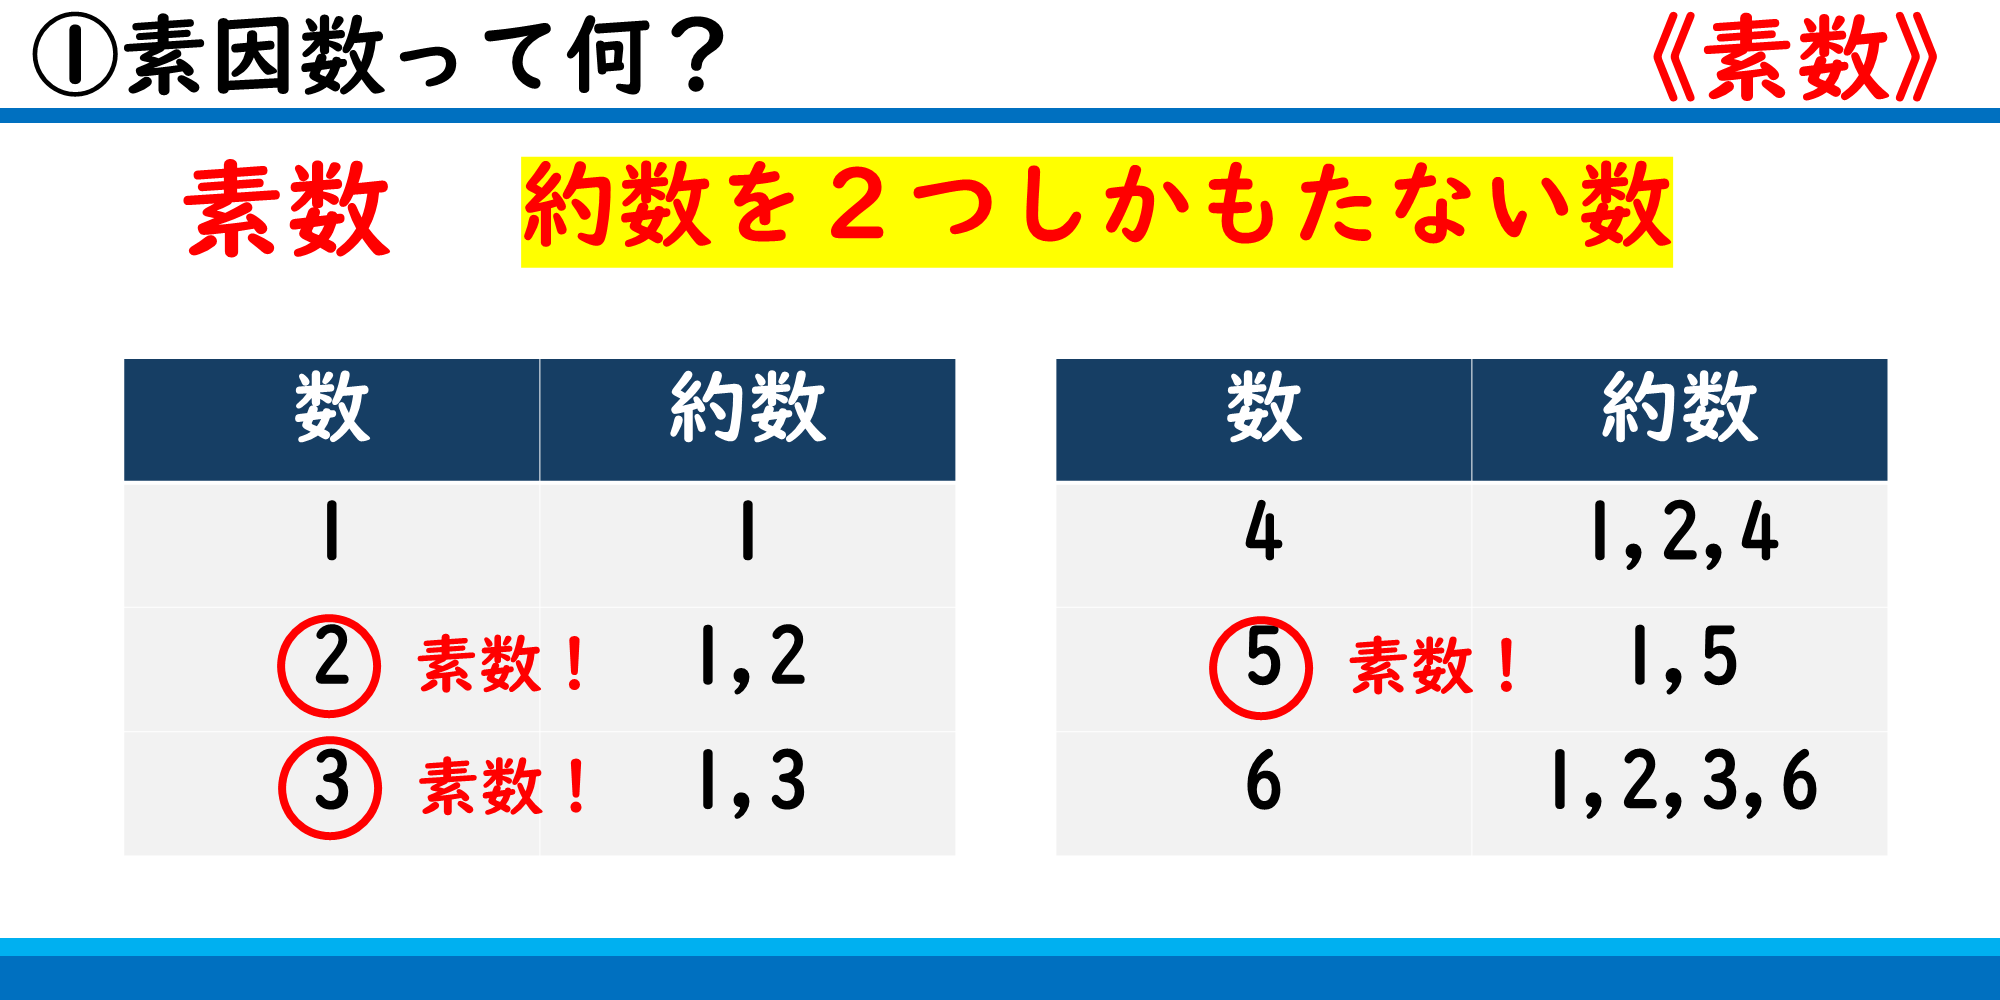 ①素因数って何？
《素数》
素数 約数を２つしかもたない数
数 約数
1 1
2 素数！ 1,2
3 素数！ 1,3
数 約数
4 1,2,4
5 素数！ 1,5
6 1,2,3,6